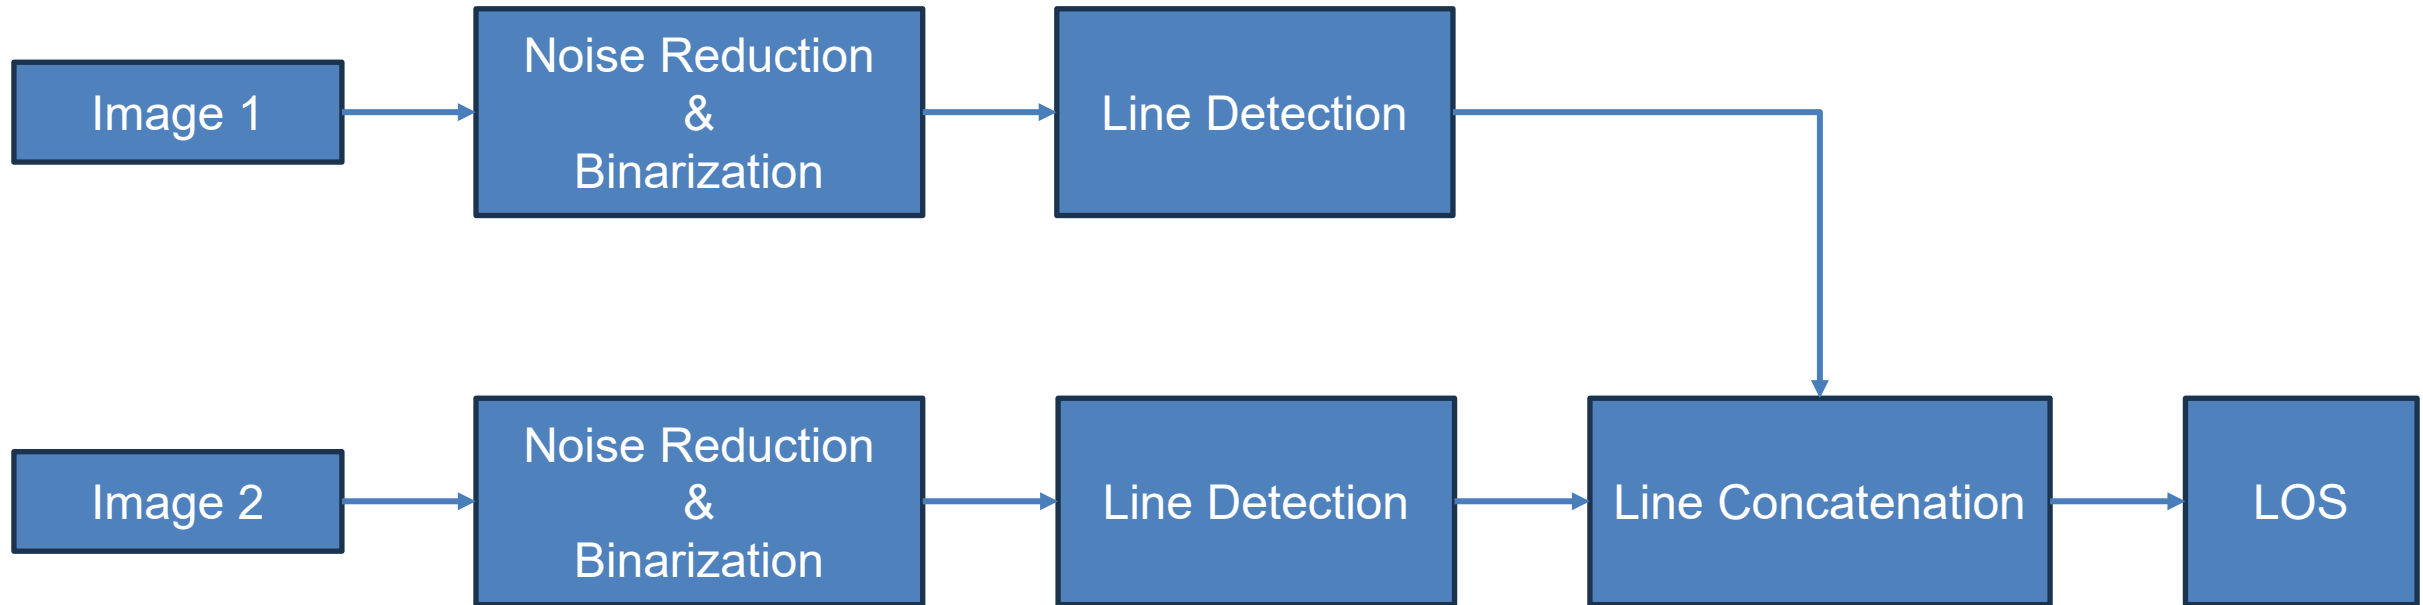 Image 1
Noise Reduction
&
Binarization
Line Detection
Image 2
Noise Reduction
&
Binarization
Line Detection
Line Concatenation
LOS